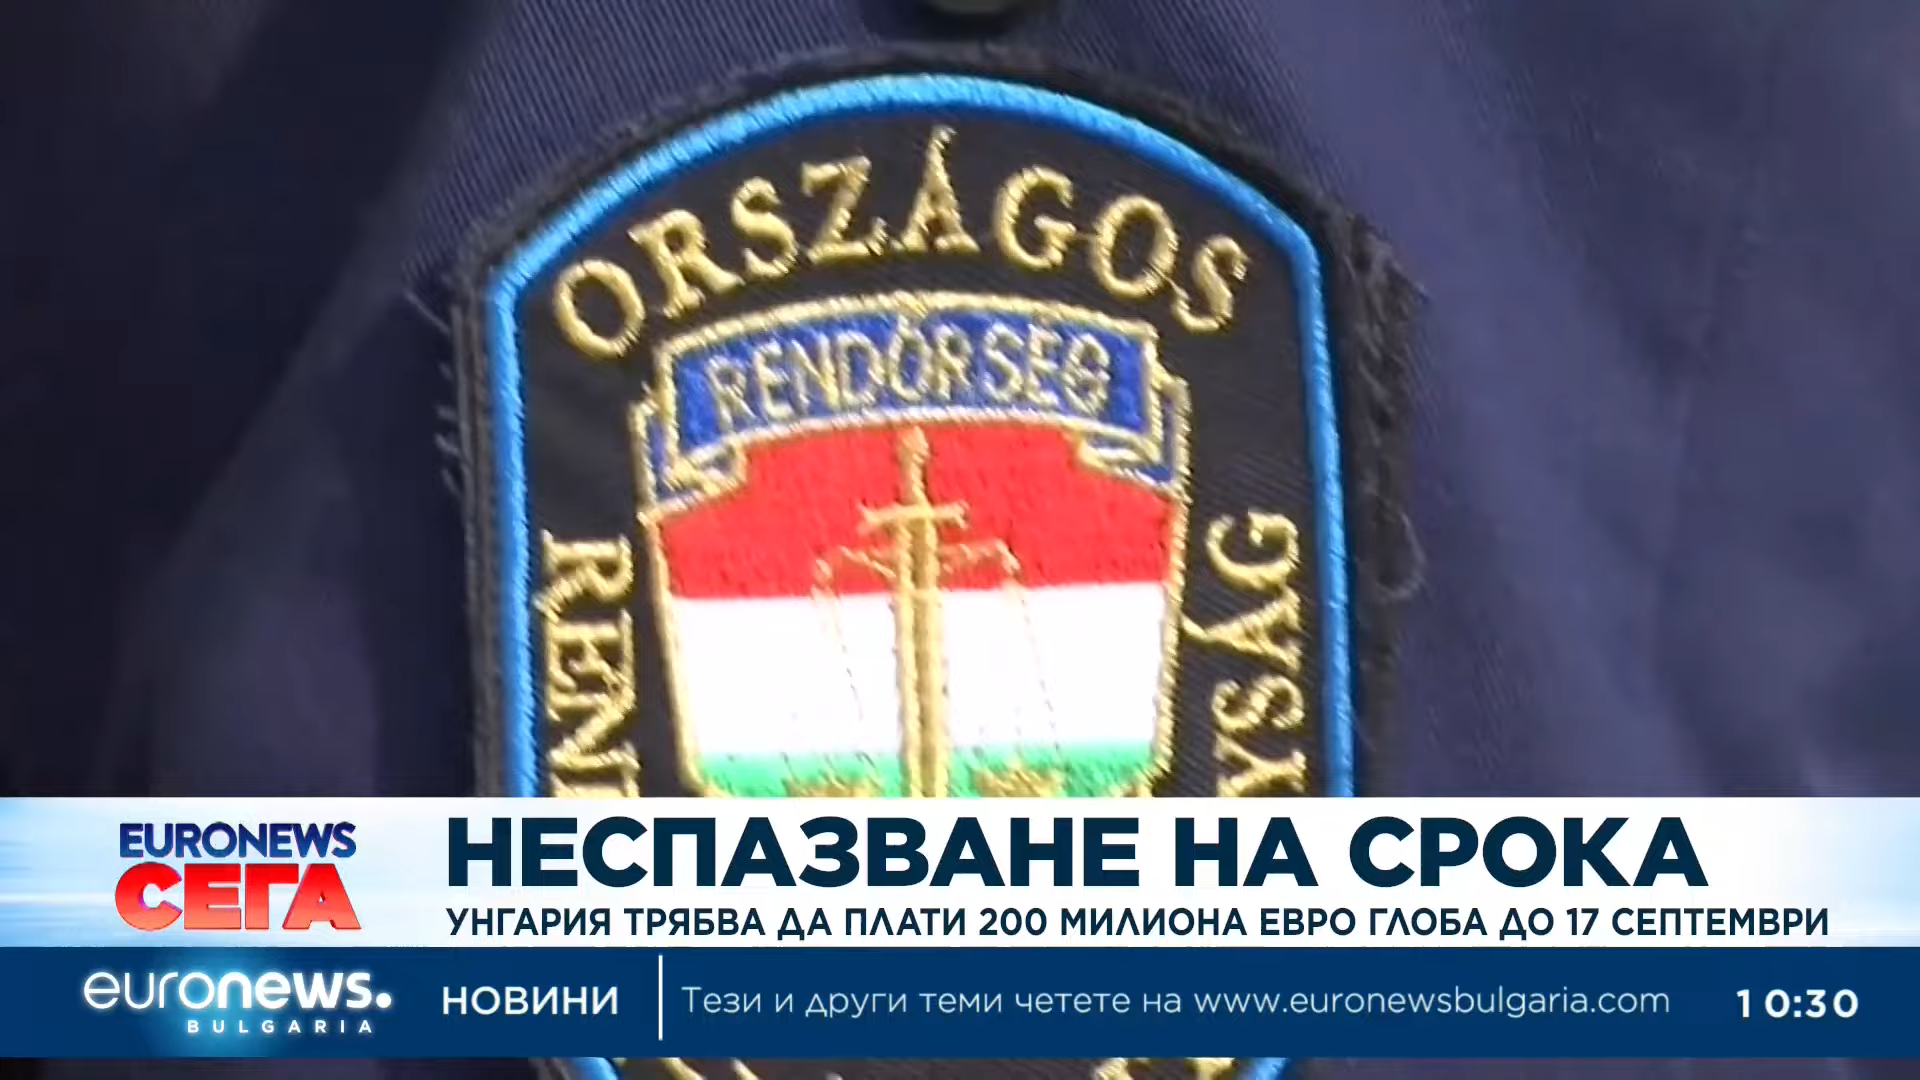 ORSZÁGOS
RENDŐRSÉG
EURONEWS
СЕГА
НЕСПАЗВАНЕ НА СРОКА
УНГАРИЯ ТРЯБВА ДА ПЛАТИ 200 МИЛИОНА ЕВРО ГЛОБА ДО 17 СЕПТЕМВРИ
euronews.
BULGARIA
НОВИНИ
Тези и други теми четете на www.euronewsbulgaria.com
10:30